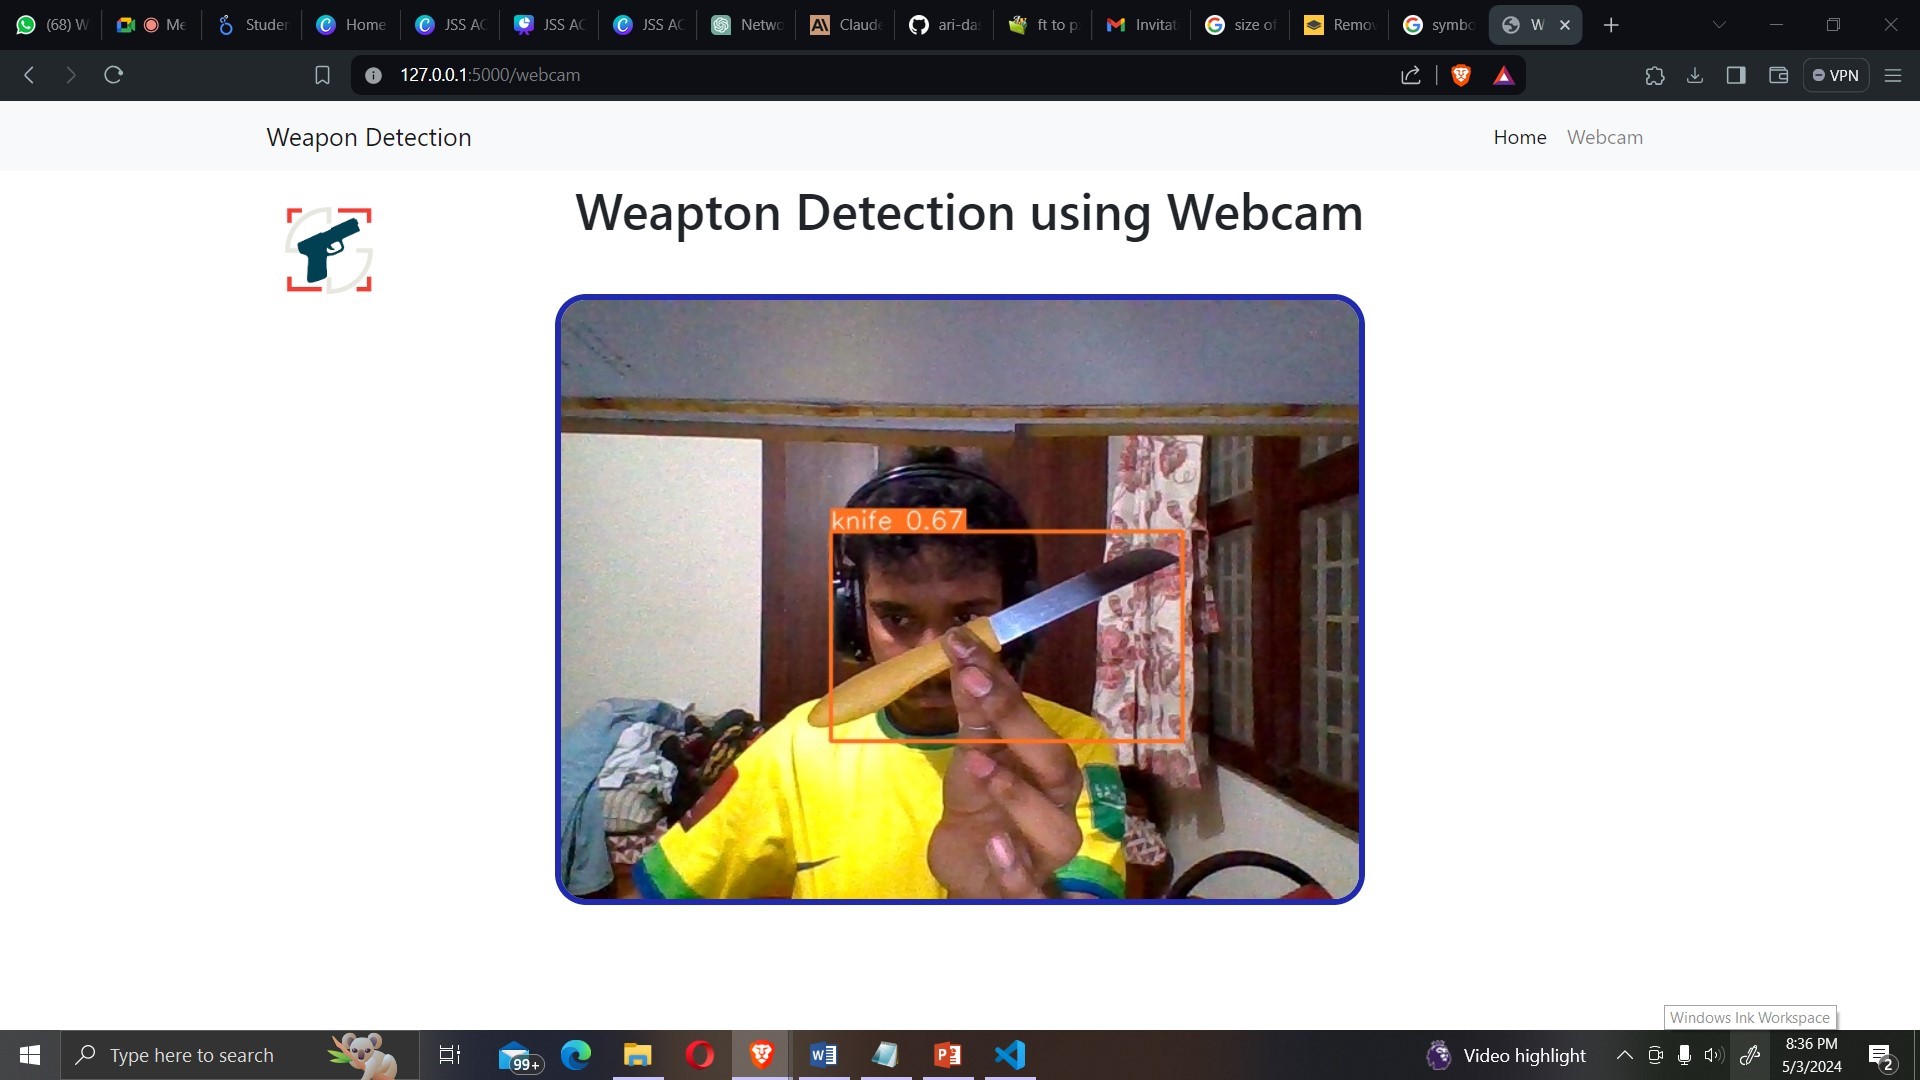 (68) W
Me
Studer
Home
JSS AC
JSS AC
JSS AC
Netwo
Claude
ari-da
ft to p
Invitat
size of
Remov
symbo
W
127.0.0.1:5000/webcam
VPN
Weapon Detection
Home
Webcam
Weapton Detection using Webcam
knife 0.67
Windows Ink Workspace
Type here to search
99+
Video highlight
8:36 PM
5/3/2024
2